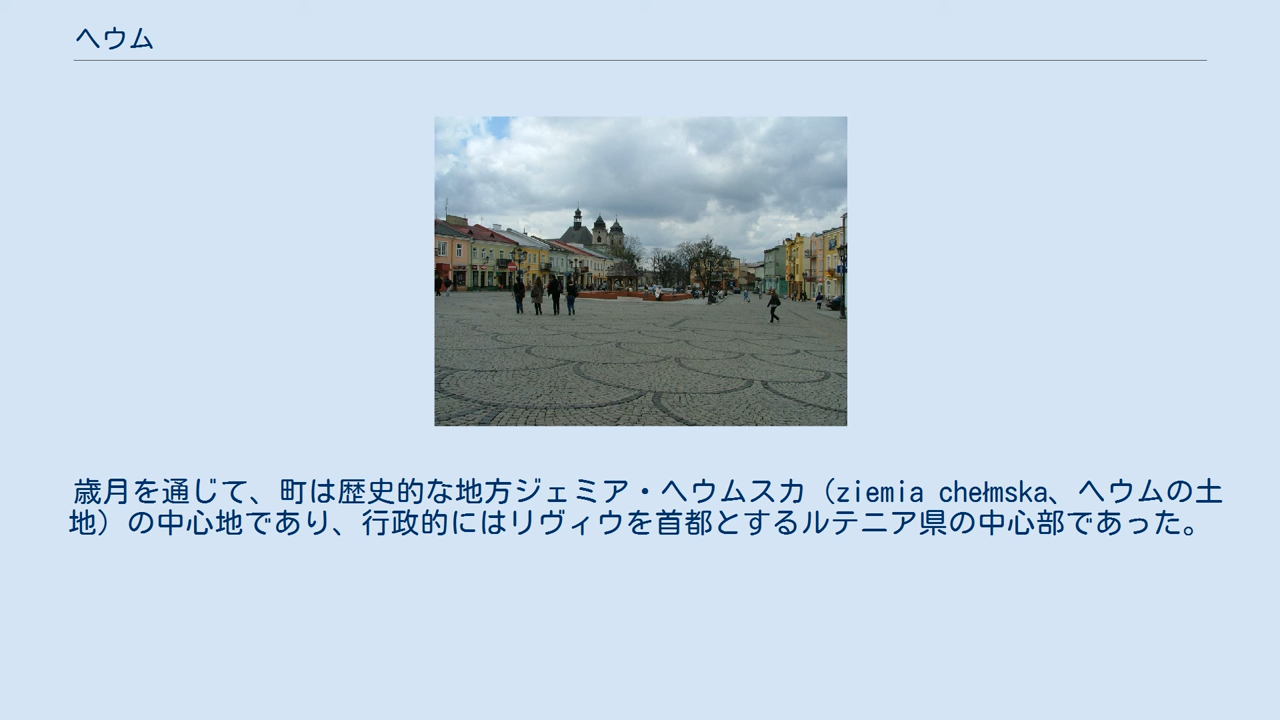 ヘウム
歳月を通じて、町は歴史的な地方ジェミア・ヘウムスカ（ziemia chełmska、ヘウムの土
地）の中心地であり、行政的にはリヴィウを首都とするルテニア県の中心部であった。